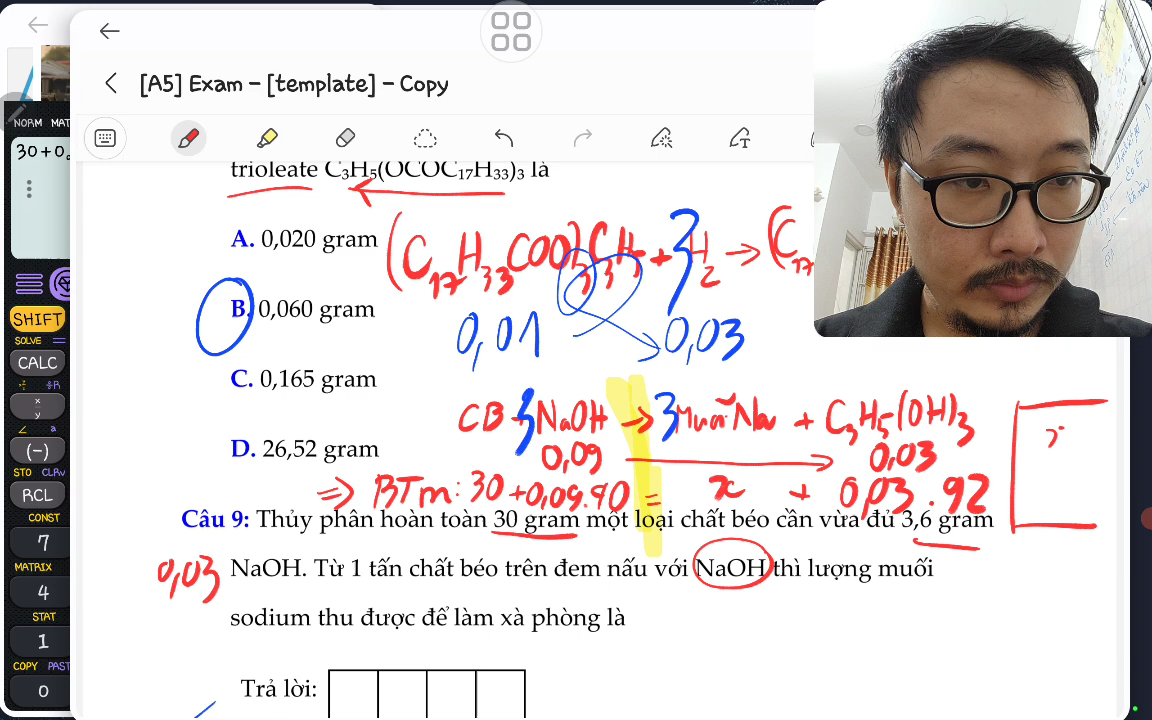 [A5] Exam – [template] – Copy
NORM MAT
30+0
trioleate C₃H₅(OCOC₁₇H₃₃)₃ là
A. 0,020 gram
(C₁₇H₃₃COO)₃C₃H₅ + 3H₂ → (C₁₇
B. 0,060 gram
0,01 0,03
C. 0,165 gram
CB + 3NaOH → 3Muối Na + C₃H₅(OH)₃
0,09 0,03
D. 26,52 gram
⇒ BTm: 30 + 0,09.40 = x + 0,03.92
Câu 9: Thủy phân hoàn toàn 30 gram một loại chất béo cần vừa đủ 3,6 gram
0,03
NaOH. Từ 1 tấn chất béo trên đem nấu với NaOH thì lượng muối
sodium thu được để làm xà phòng là
Trả lời:
SHIFT
SOLVE =
CALC
x
y
∠ a
(−)
STO CLRv
RCL
CONST
7
MATRIX
4
STAT
1
COPY PAST
0